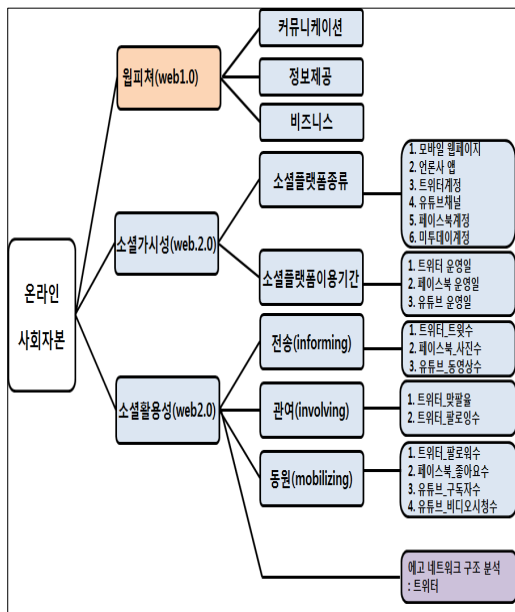 온라인
사회자본
웹피쳐(web1.0)
커뮤니케이션
정보제공
비즈니스
소셜가시성(web.2.0)
소셜플랫폼종류
1. 모바일 웹페이지
2. 언론사 앱
3. 트위터계정
4. 유튜브채널
5. 페이스북계정
6. 미투데이계정
소셜플랫폼이용기간
1. 트위터 운영일
2. 페이스북 운영일
3. 유튜브 운영일
소셜활용성(web2.0)
전송(informing)
1. 트위터_트윗수
2. 페이스북_사진수
3. 유튜브_동영상수
관여(involving)
1. 트위터_맞팔율
2. 트위터_팔로잉수
동원(mobilizing)
1. 트위터_팔로워수
2. 페이스북_좋아요수
3. 유튜브_구독자수
4. 유튜브_비디오시청수
에고 네트워크 구조 분석
: 트위터